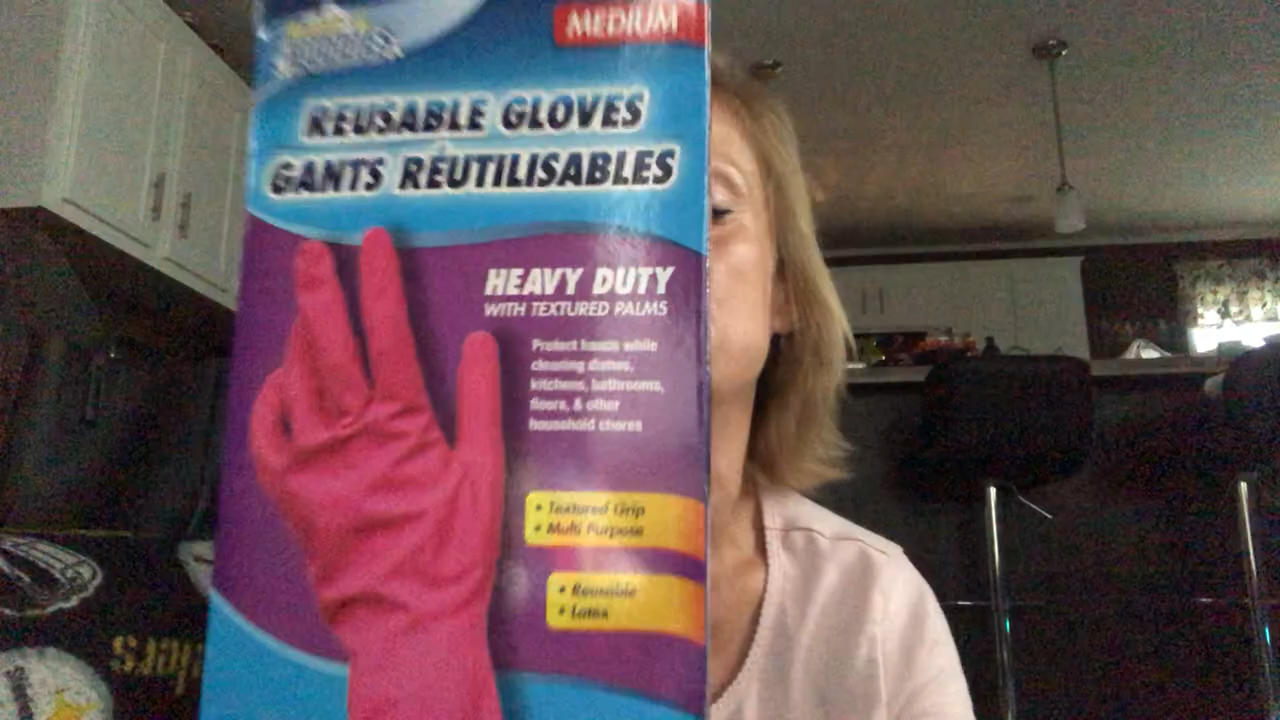 MEDIUM
REUSABLE GLOVES
GANTS RÉUTILISABLES
HEAVY DUTY
WITH TEXTURED PALMS
Protect hands while
cleaning dishes,
kitchens, bathrooms,
floors, & other
household chores
• Textured Grip
• Multi Purpose
• Reusable
• Latex